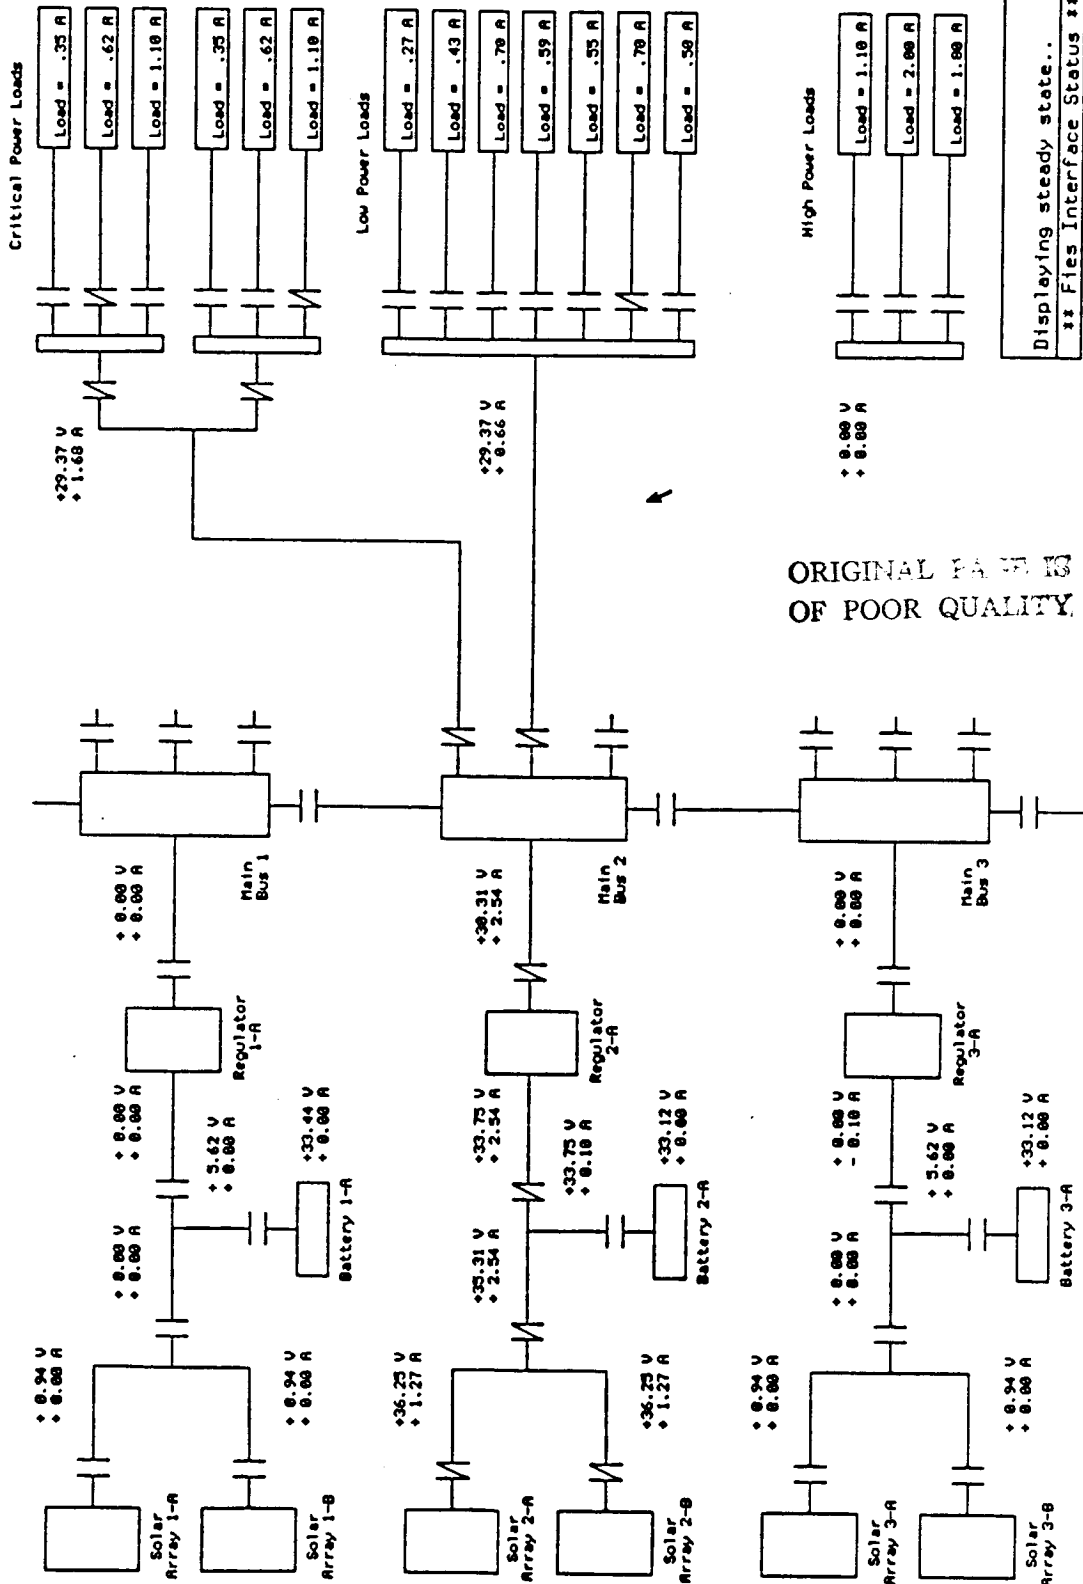 Critical Power Loads
Load = .35 A
Load = .62 A
Load = 1.10 A
Load = .35 A
Load = .62 A
Load = 1.10 A
Low Power Loads
Load = .27 A
Load = .43 A
Load = .70 A
Load = .59 A
Load = .55 A
Load = .70 A
Load = .50 A
High Power Loads
Load = 1.10 A
Load = 2.00 A
Load = 1.80 A
Displaying steady state..
** Fies Interface Status **
+29.37 V
+ 1.68 A
+29.37 V
+ 0.66 A
+ 0.00 V
+ 0.00 A
ORIGINAL PAGE IS
OF POOR QUALITY
Main
Bus 1
Main
Bus 2
Main
Bus 3
+ 0.00 V
+ 0.00 A
+30.31 V
+ 2.54 A
+ 0.00 V
+ 0.00 A
Regulator
1-A
Regulator
2-A
Regulator
3-A
+ 0.00 V
+ 0.00 A
+ 5.62 V
+ 0.00 A
+33.44 V
+ 0.00 A
Battery 1-A
+33.75 V
+ 2.54 A
+33.75 V
+ 0.10 A
+33.12 V
+ 0.00 A
Battery 2-A
+ 0.00 V
- 0.10 A
+ 5.62 V
+ 0.00 A
+33.12 V
+ 0.00 A
Battery 3-A
+ 0.00 V
+ 0.00 A
+35.31 V
+ 2.54 A
+ 0.00 V
+ 0.00 A
+ 0.94 V
+ 0.00 A
+ 0.94 V
+ 0.00 A
+36.25 V
+ 1.27 A
+36.25 V
+ 1.27 A
+ 0.94 V
+ 0.00 A
+ 0.94 V
+ 0.00 A
Solar
Array 1-A
Solar
Array 1-B
Solar
Array 2-A
Solar
Array 2-B
Solar
Array 3-A
Solar
Array 3-B